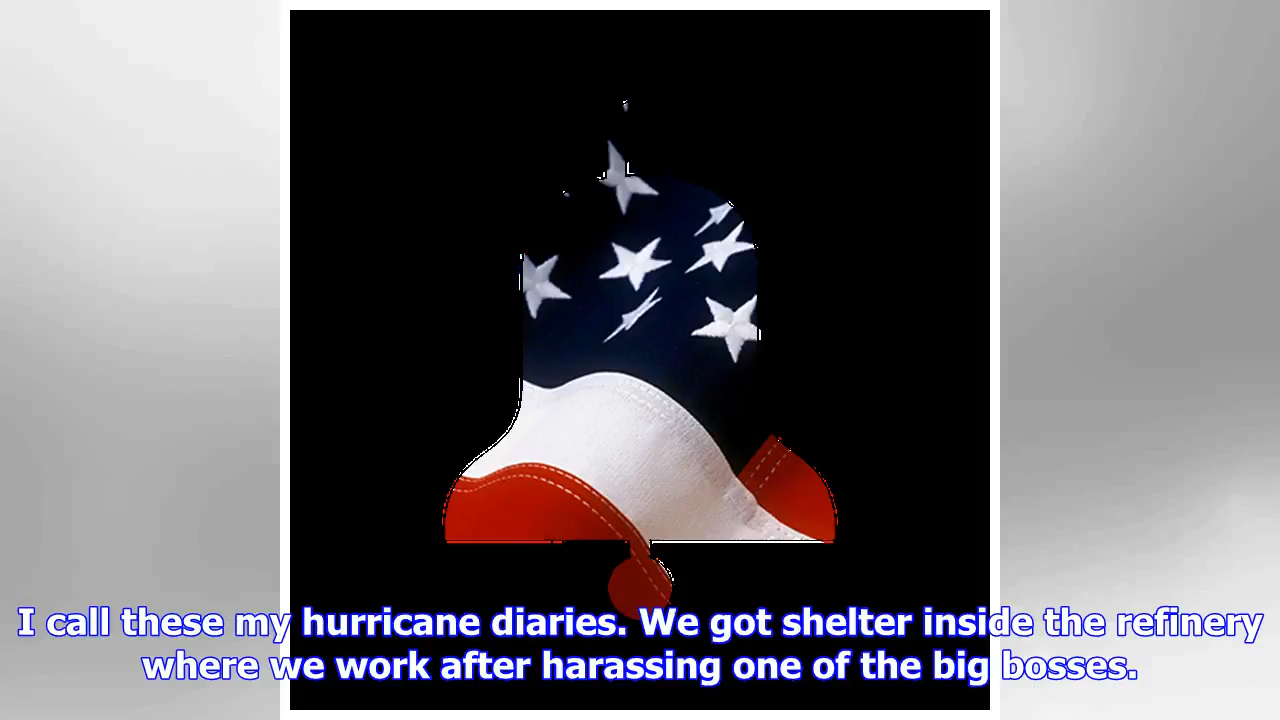 I call these my hurricane diaries. We got shelter inside the refinery
where we work after harassing one of the big bosses.